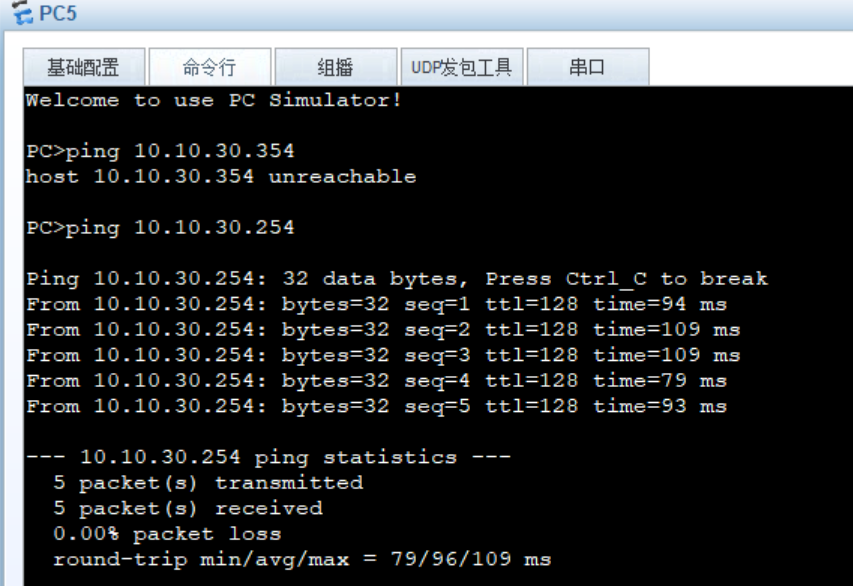 PC5
基础配置 命令行 组播 UDP发包工具 串口
Welcome to use PC Simulator!
PC>ping 10.10.30.354
host 10.10.30.354 unreachable
PC>ping 10.10.30.254
Ping 10.10.30.254: 32 data bytes, Press Ctrl_C to break
From 10.10.30.254: bytes=32 seq=1 ttl=128 time=94 ms
From 10.10.30.254: bytes=32 seq=2 ttl=128 time=109 ms
From 10.10.30.254: bytes=32 seq=3 ttl=128 time=109 ms
From 10.10.30.254: bytes=32 seq=4 ttl=128 time=79 ms
From 10.10.30.254: bytes=32 seq=5 ttl=128 time=93 ms
--- 10.10.30.254 ping statistics ---
5 packet(s) transmitted
5 packet(s) received
0.00% packet loss
round-trip min/avg/max = 79/96/109 ms